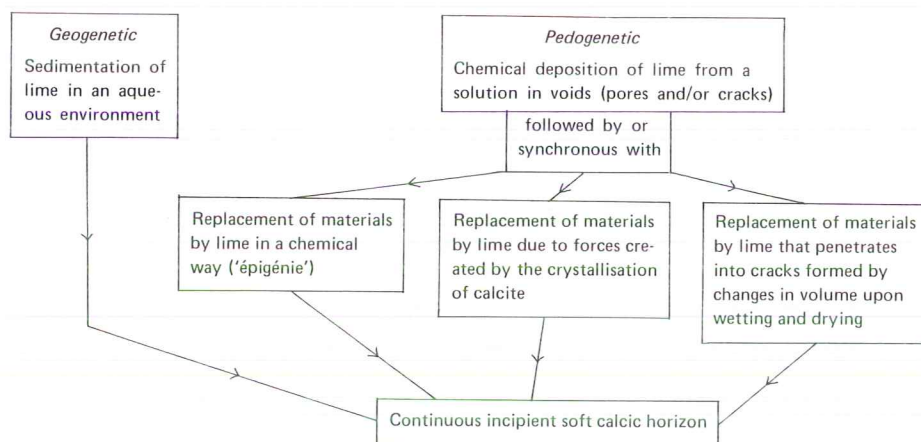 Geogenetic
Sedimentation of
lime in an aque-
ous environment
Pedogenetic
Chemical deposition of lime from a
solution in voids (pores and/or cracks)
followed by or
synchronous with
Replacement of materials
by lime in a chemical
way ('épigénie')
Replacement of materials
by lime due to forces cre-
ated by the crystallisation
of calcite
Replacement of materials
by lime that penetrates
into cracks formed by
changes in volume upon
wetting and drying
Continuous incipient soft calcic horizon